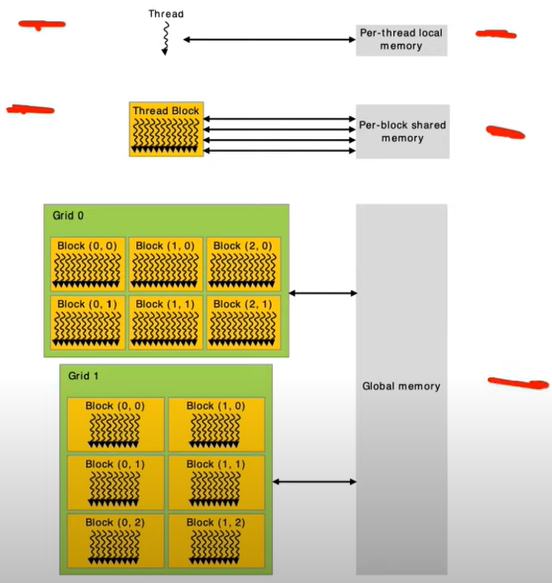 Thread
Per-thread local
memory
Thread Block
Per-block shared
memory
Grid 0
Block (0, 0) Block (1, 0) Block (2, 0)
Block (0, 1) Block (1, 1) Block (2, 1)
Grid 1
Global memory
Block (0, 0) Block (1, 0)
Block (0, 1) Block (1, 1)
Block (0, 2) Block (1, 2)